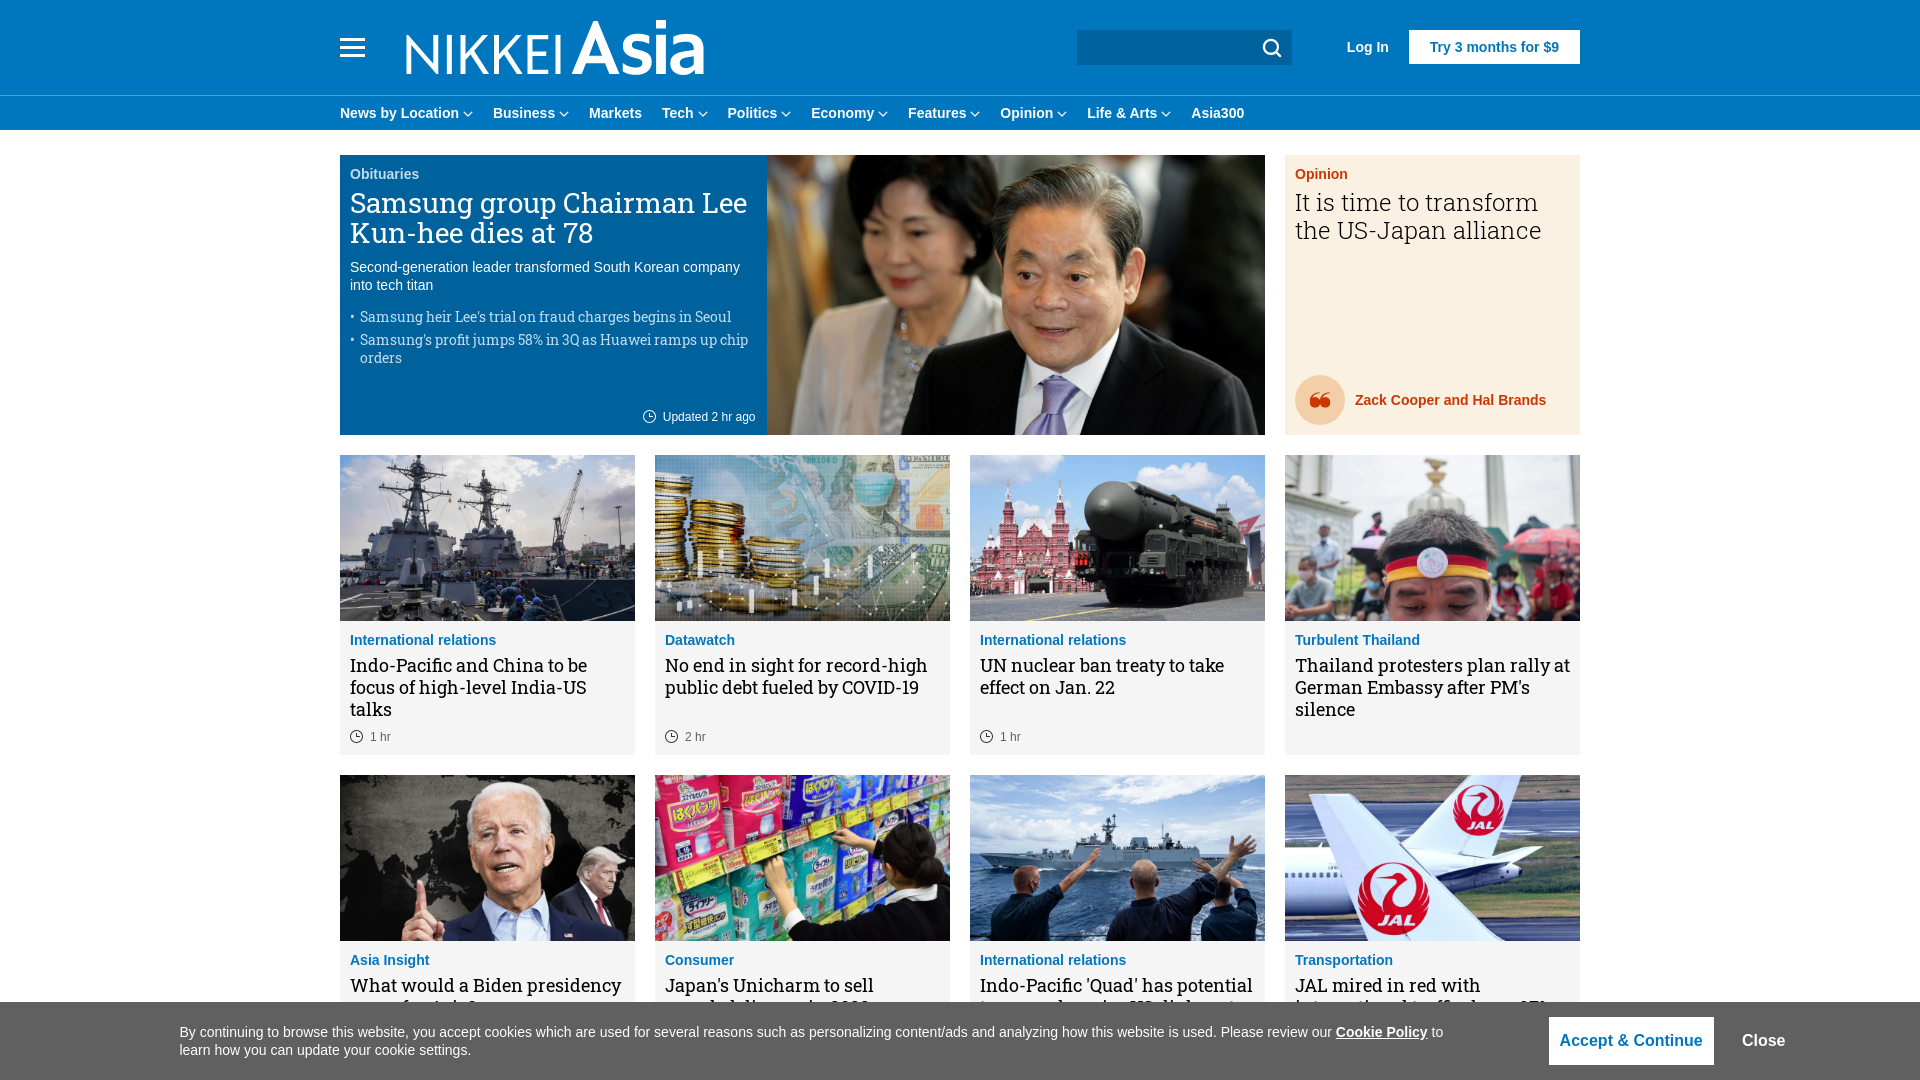 NIKKEI Asia
Log In
Try 3 months for $9
News by Location
Business
Markets
Tech
Politics
Economy
Features
Opinion
Life & Arts
Asia300
Obituaries
Samsung group Chairman Lee
Kun-hee dies at 78
Second-generation leader transformed South Korean company
into tech titan
• Samsung heir Lee's trial on fraud charges begins in Seoul
• Samsung's profit jumps 58% in 3Q as Huawei ramps up chip
orders
Updated 2 hr ago
Opinion
It is time to transform
the US-Japan alliance
Zack Cooper and Hal Brands
International relations
Indo-Pacific and China to be
focus of high-level India-US
talks
1 hr
Datawatch
No end in sight for record-high
public debt fueled by COVID-19
2 hr
International relations
UN nuclear ban treaty to take
effect on Jan. 22
1 hr
Turbulent Thailand
Thailand protesters plan rally at
German Embassy after PM's
silence
JAL
JAL
Asia Insight
What would a Biden presidency
Consumer
Japan's Unicharm to sell
International relations
Indo-Pacific 'Quad' has potential
Transportation
JAL mired in red with
By continuing to browse this website, you accept cookies which are used for several reasons such as personalizing content/ads and analyzing how this website is used. Please review our Cookie Policy to
learn how you can update your cookie settings.
Accept & Continue
Close